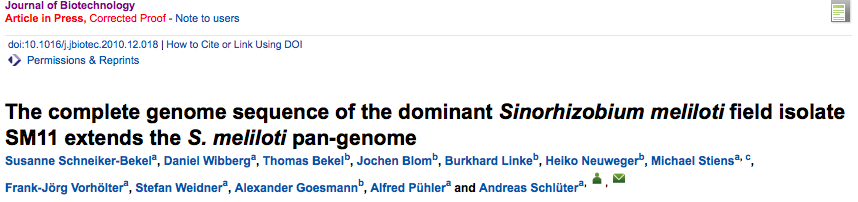 Journal of Biotechnology
Article in Press, Corrected Proof - Note to users
doi:10.1016/j.jbiotec.2010.12.018 | How to Cite or Link Using DOI
Permissions & Reprints
The complete genome sequence of the dominant Sinorhizobium meliloti field isolate
SM11 extends the S. meliloti pan-genome
Susanne Schneiker-Bekel^a, Daniel Wibberg^a, Thomas Bekel^b, Jochen Blom^b, Burkhard Linke^b, Heiko Neuweger^b, Michael Stiens^a, c,
Frank-Jörg Vorhölter^a, Stefan Weidner^a, Alexander Goesmann^b, Alfred Pühler^a and Andreas Schlüter^a, ,